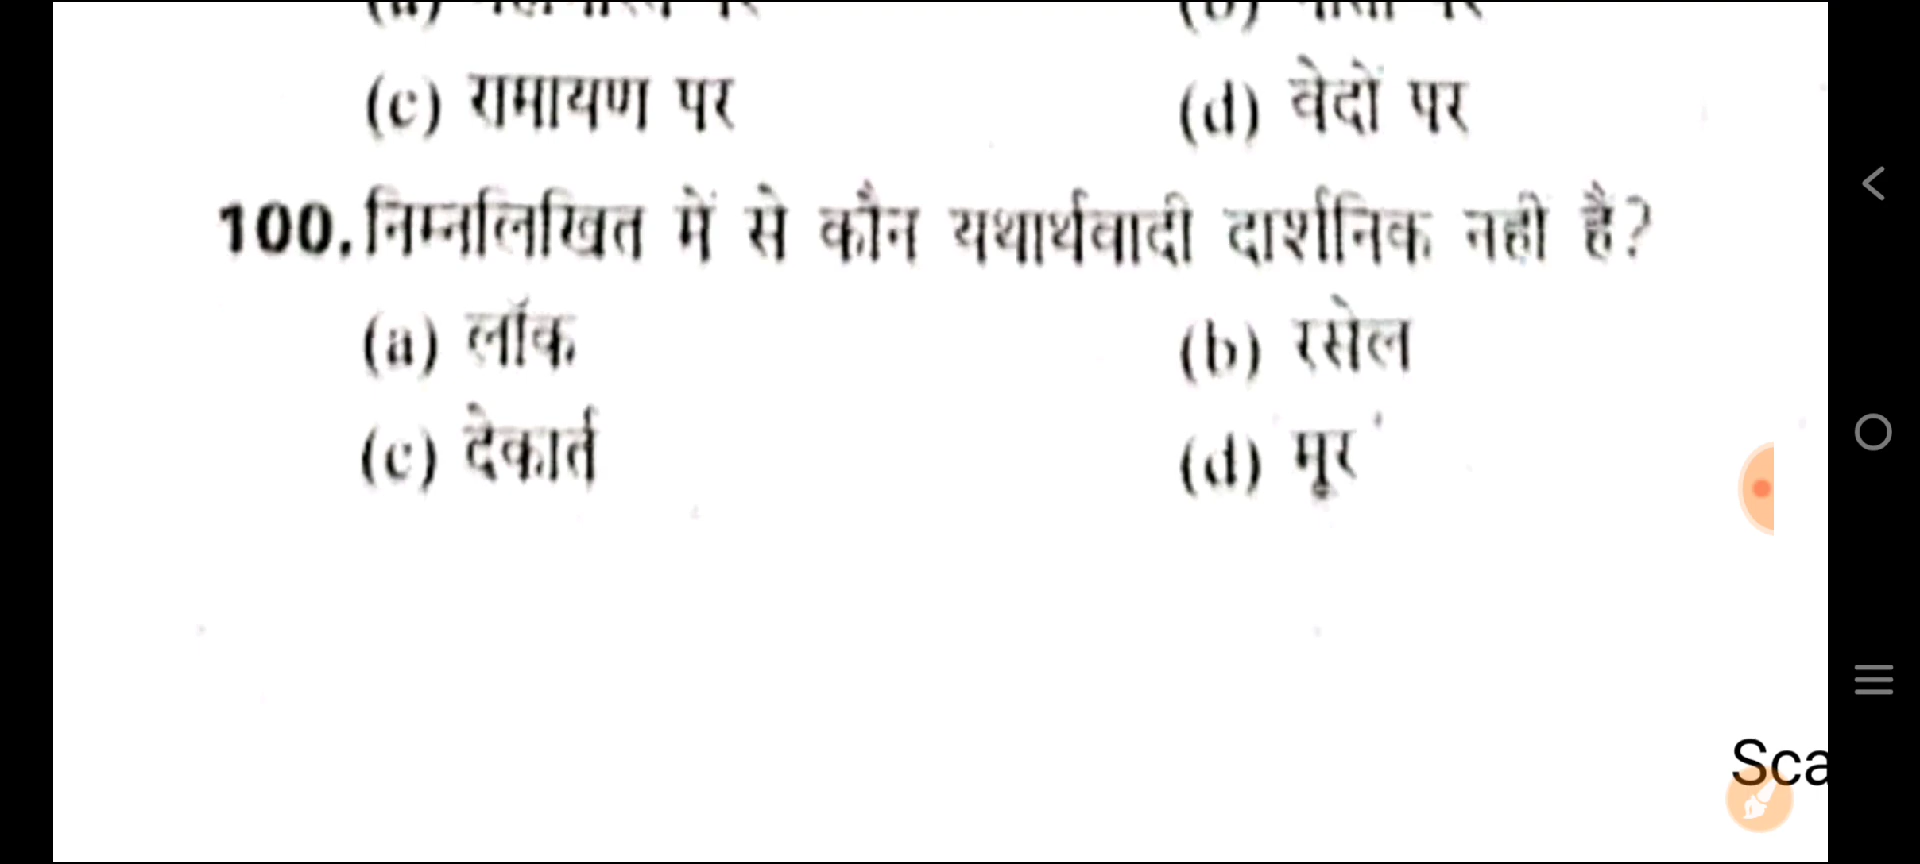 (c) रामायण पर (d) वेदों पर
100. निम्नलिखित में से कौन यथार्थवादी दार्शनिक नहीं है?
(a) लॉक (b) रसेल
(c) देकार्त (d) मूर
Sca